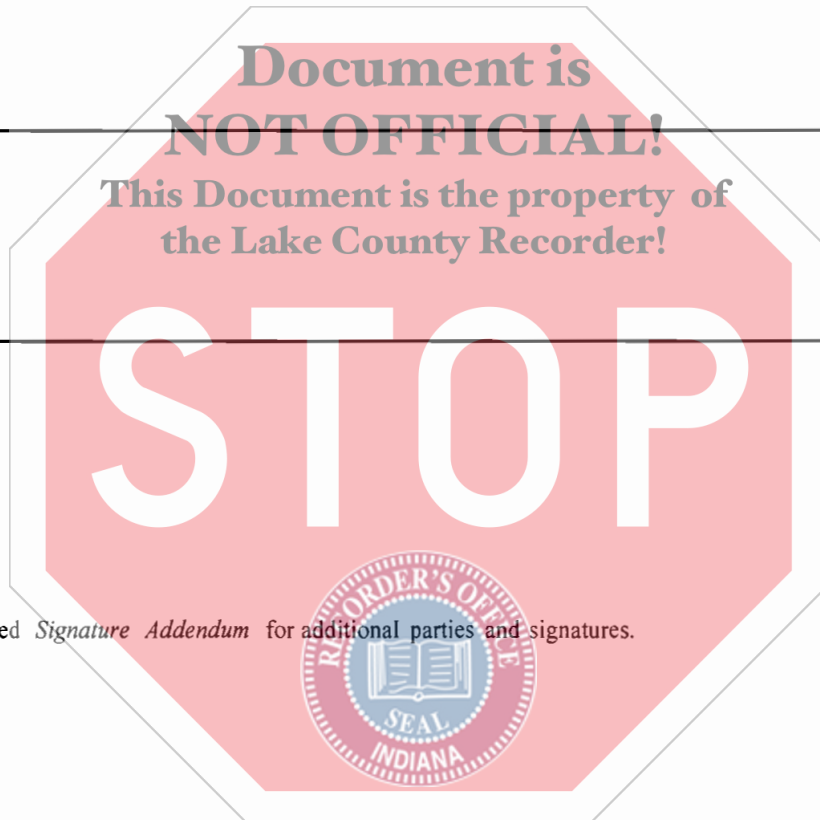 Document is
NOT OFFICIAL!
This Document is the property of
the Lake County Recorder!
STOP
ed Signature Addendum for additional parties and signatures.
RECORDER'S OFFICE
SEAL
INDIANA